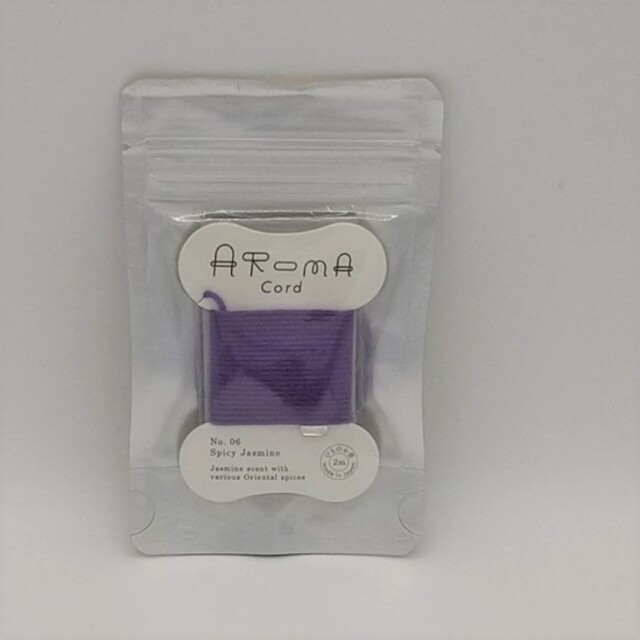 AROMA
Cord
No. 06
Spicy Jasmine
Jasmine scent with
various Oriental spices
2m